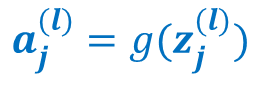 a_j^(l) = g(z_j^(l))